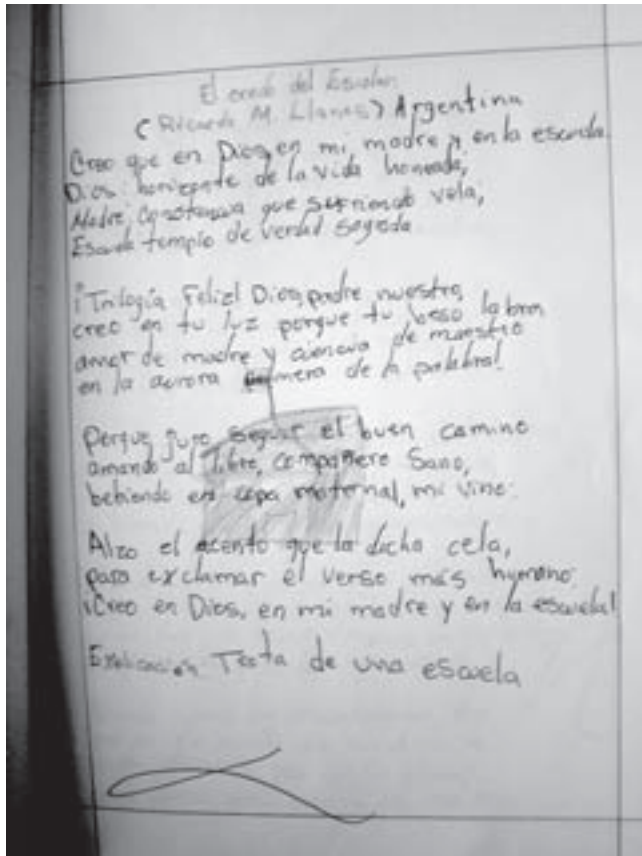 El credo del Escolar
(Ricardo M. Llanes) Argentina
Creo que en Dios, en mi madre y en la escuela
Dios: de la vida honrada,
Madre, constancia que sufriendo vela,
Escuela templo de verdad sagrada

¡Trilogía Feliz! Dios, padre nuestro,
creo en tu luz porque tu beso labra
amor de madre y ciencia de maestro
en la aurora primera de la palabra!

Porque juro seguir el buen camino
amando al libro, compañero Sano,
bebiendo en copa maternal, mi vino:

Alzo el acento que la dicha cela,
para exclamar el verso más humano:
¡Creo en Dios, en mi madre y en la escuela!

Explicación Trata de una escuela